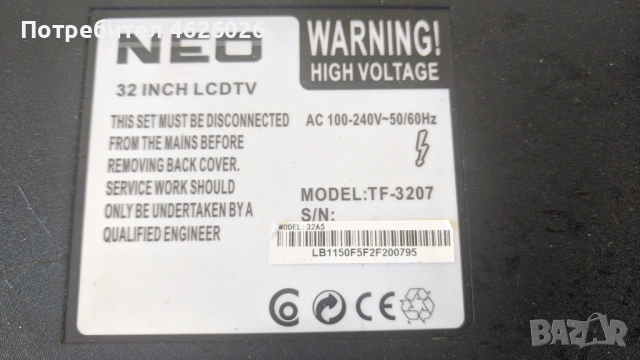 Потребител 4626026
NEO
32 INCH LCDTV
THIS SET MUST BE DISCONNECTED
FROM THE MAINS BEFORE
REMOVING BACK COVER.
SERVICE WORK SHOULD
ONLY BE UNDERTAKEN BY A
QUALIFIED ENGINEER
WARNING!
HIGH VOLTAGE
AC 100-240V~50/60Hz
MODEL:TF-3207
S/N:
MODEL:32A5
LB1150F5F2F200795
CE
BAZAR
bg